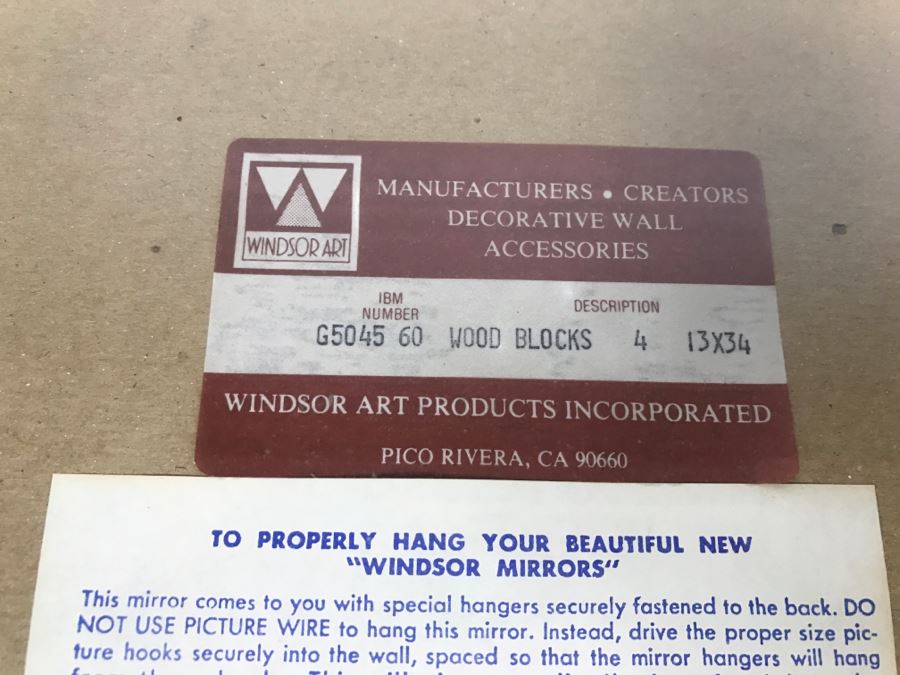 WINDSOR ART
MANUFACTURERS • CREATORS
DECORATIVE WALL
ACCESSORIES
IBM
NUMBER
DESCRIPTION
G5045 60 WOOD BLOCKS 4 13X34
WINDSOR ART PRODUCTS INCORPORATED
PICO RIVERA, CA 90660
TO PROPERLY HANG YOUR BEAUTIFUL NEW
"WINDSOR MIRRORS"
This mirror comes to you with special hangers securely fastened to the back. DO
NOT USE PICTURE WIRE to hang this mirror. Instead, drive the proper size pic-
ture hooks securely into the wall, spaced so that the mirror hangers will hang